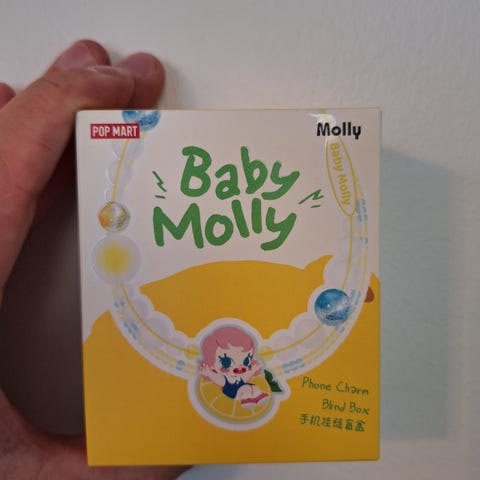 POP MART
Molly
Baby Molly
Baby
Molly
Phone Charm
Blind Box
手机挂链盲盒